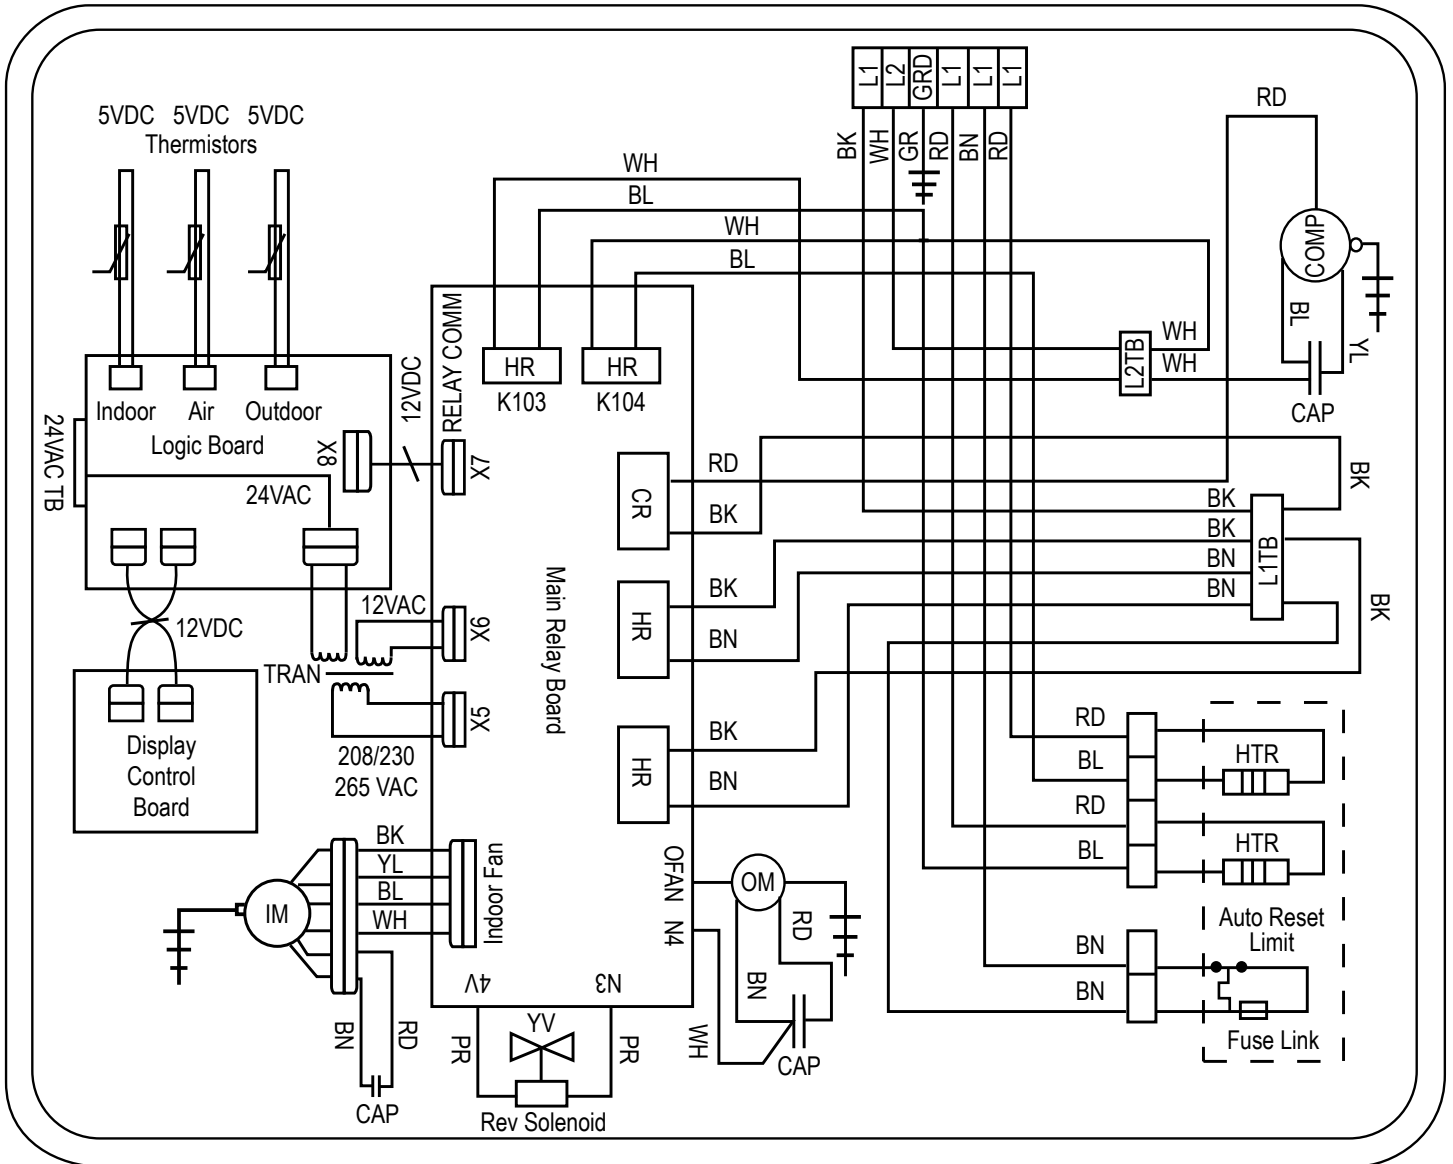 L1 L2 GRD L1 L1 L1
BK WH GR RD BN RD
5VDC 5VDC 5VDC
Thermistors
WH
BL
WH
BL
RD
COMP
BL
YL
CAP
WH
WH
L2TB
Indoor Air Outdoor
Logic Board
24VAC TB
24VAC
X8
12VDC
RELAY COMM
X7
HR
K103
HR
K104
CR
RD
BK
BK
BK
BK
BN
BN
L1TB
BK
HR
BK
BN
HR
BK
BN
Main Relay Board
12VAC
X6
TRAN
X5
208/230
265 VAC
12VDC
Display
Control
Board
RD
BL
HTR
RD
BL
HTR
Auto Reset
Limit
BN
BN
Fuse Link
IM
BK
YL
BL
WH
Indoor Fan
BN
RD
CAP
OFAN
N4
OM
RD
BN
WH
CAP
4V
N3
PR
YV
PR
Rev Solenoid